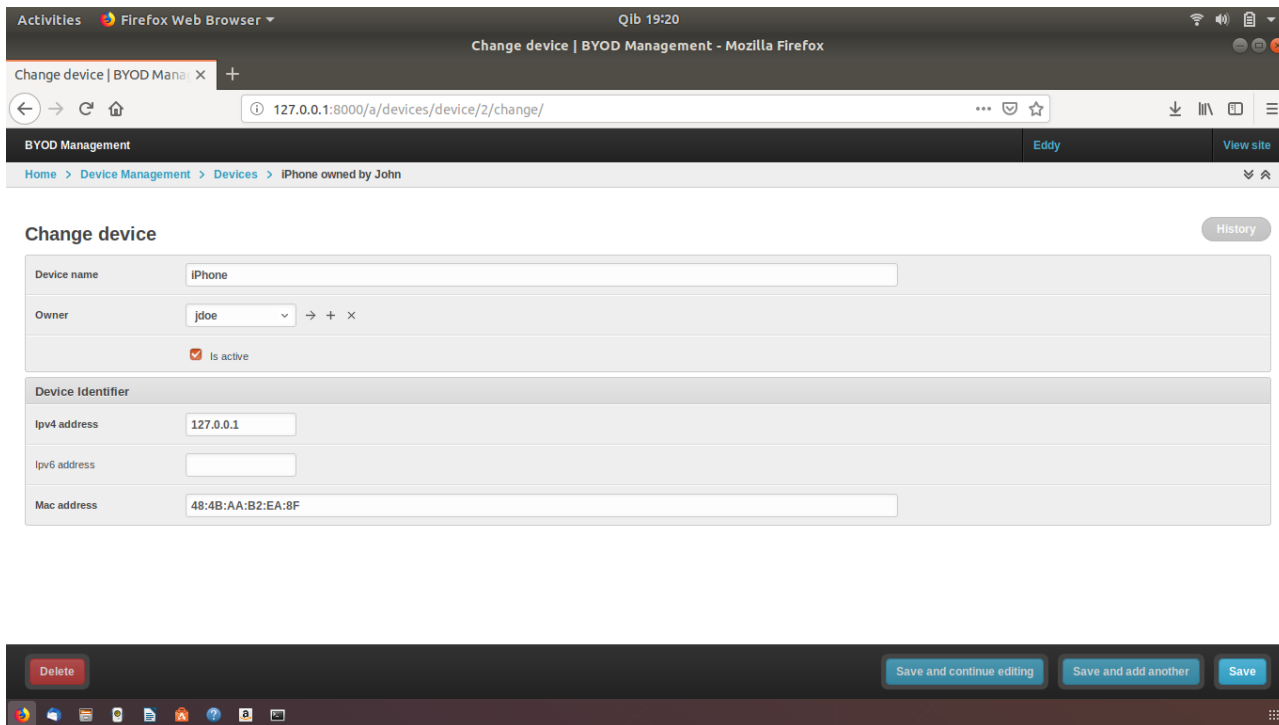 Activities Firefox Web Browser Qib 19:20
Change device | BYOD Management - Mozilla Firefox
Change device | BYOD Mana
127.0.0.1:8000/a/devices/device/2/change/
BYOD Management Eddy View site
Home > Device Management > Devices > iPhone owned by John
Change device History
Device name iPhone
Owner jdoe
Is active
Device Identifier
Ipv4 address 127.0.0.1
Ipv6 address
Mac address 48:4B:AA:B2:EA:8F
Delete Save and continue editing Save and add another Save